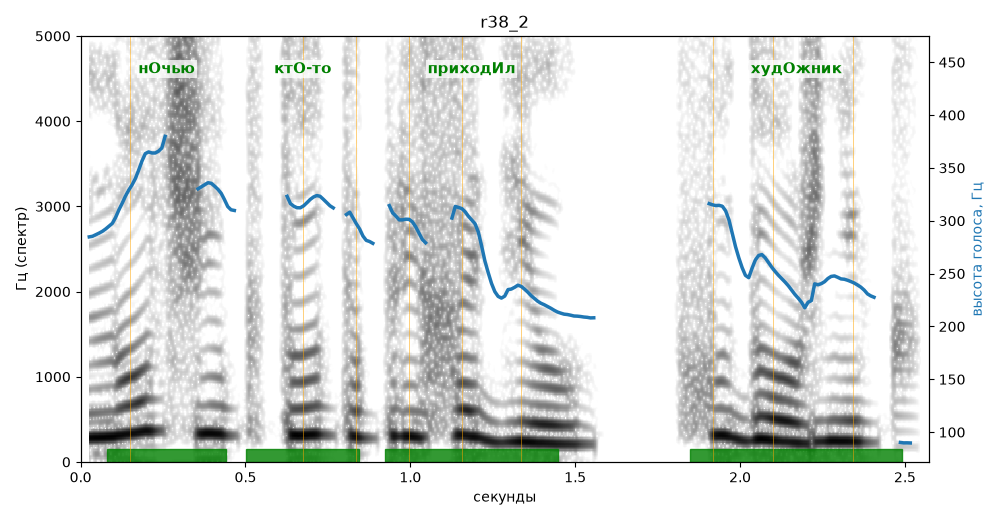 r38_2
нОчью ктО-то приходИл худОжник
Гц (спектр)
5000
4000
3000
2000
1000
0
450
400
350
300
250
200
150
100
высота голоса, Гц
0.0 0.5 1.0 1.5 2.0 2.5
секунды